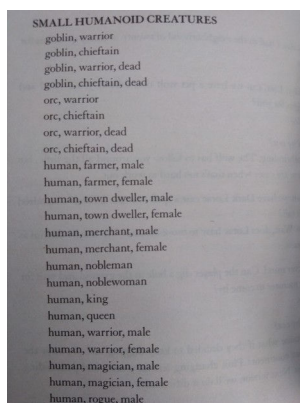 SMALL HUMANOID CREATURES
goblin, warrior
goblin, chieftain
goblin, warrior, dead
goblin, chieftain, dead
orc, warrior
orc, chieftain
orc, warrior, dead
orc, chieftain, dead
human, farmer, male
human, farmer, female
human, town dweller, male
human, town dweller, female
human, merchant, male
human, merchant, female
human, nobleman
human, noblewoman
human, king
human, queen
human, warrior, male
human, warrior, female
human, magician, male
human, magician, female
human, rogue, male